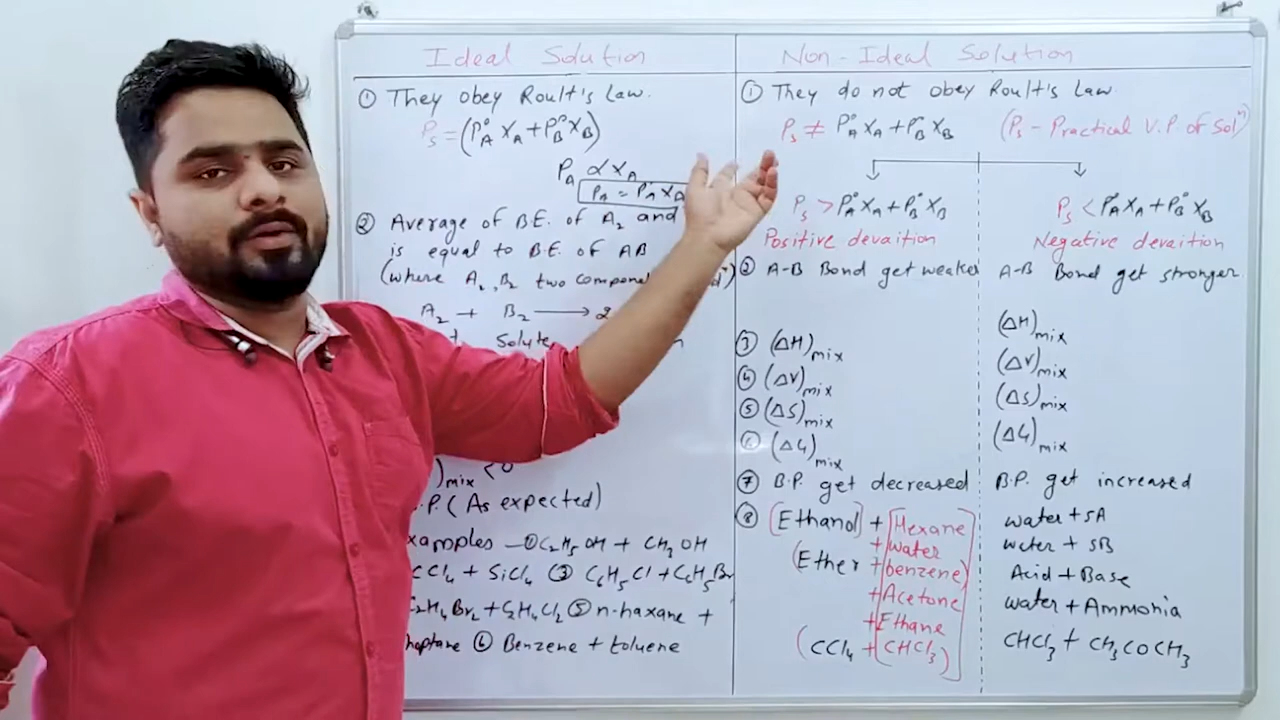 Ideal Solution
① They obey Roult's Law.
Ps = (P°A XA + P°B XB)
PA ∝ XA
PA = P°A XA
② Average of B.E. of A2 and
is equal to B.E. of AB
(where A2, B2 two
A2 + B2 → 2
Solute
)mix <0
.P. (As expected)
xamples — ① C2H5OH + CH3OH
CCl4 + SiCl4 ③ C6H5Cl + C6H5Br
C2H4Br2 + C2H4Cl2 ⑤ n-haxane +
heptane ⑥ Benzene + toluene
Non-Ideal Solution
① They do not obey Roult's Law.
Ps ≠ P°A XA + P°B XB (Ps - Practical V.P of Sol^n)
Ps > P°A XA + P°B XB
Positive devaition
② A-B Bond get weaker
③ (ΔH)mix
④ (ΔV)mix
⑤ (ΔS)mix
⑥ (ΔG)mix
⑦ B.P. get decreased
⑧ [Ethanol] + [Hexane
+ water
(Ether + benzene)
+ Acetone
+ Ethane
(CCl4 + (CHCl3)]
Ps < P°A XA + P°B XB
Negative devaition
A-B Bond get stronger
(ΔH)mix
(ΔV)mix
(ΔS)mix
(ΔG)mix
B.P. get increased
water + SA
water + SB
Acid + Base
water + Ammonia
CHCl3 + CH3COCH3